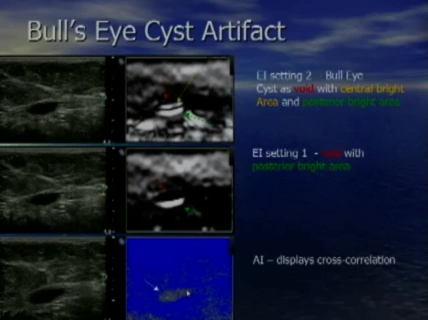 Bull's Eye Cyst Artifact
EI setting 2 Bull Eye
Cyst as void with central bright
Area and posterior bright area
EI setting 1 - void with
posterior bright area
AI – displays cross-correlation